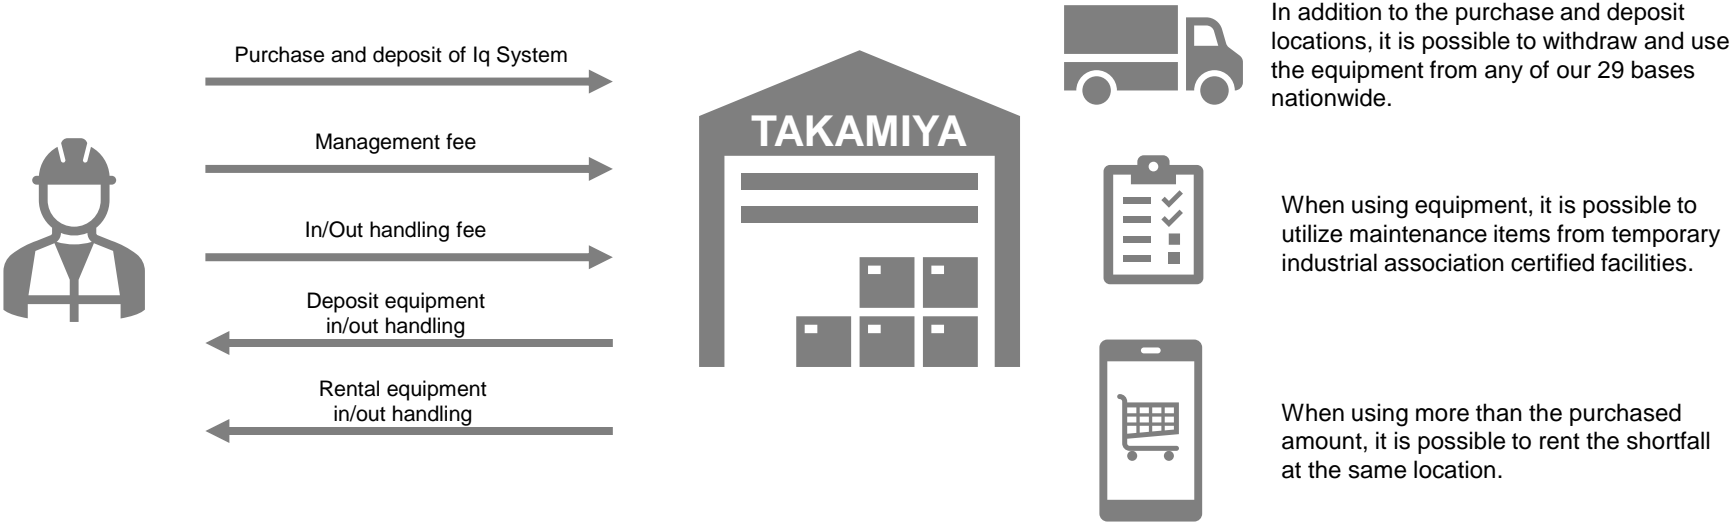 Purchase and deposit of Iq System
Management fee
In/Out handling fee
Deposit equipment
in/out handling
Rental equipment
in/out handling
TAKAMIYA
In addition to the purchase and deposit
locations, it is possible to withdraw and use
the equipment from any of our 29 bases
nationwide.
When using equipment, it is possible to
utilize maintenance items from temporary
industrial association certified facilities.
When using more than the purchased
amount, it is possible to rent the shortfall
at the same location.